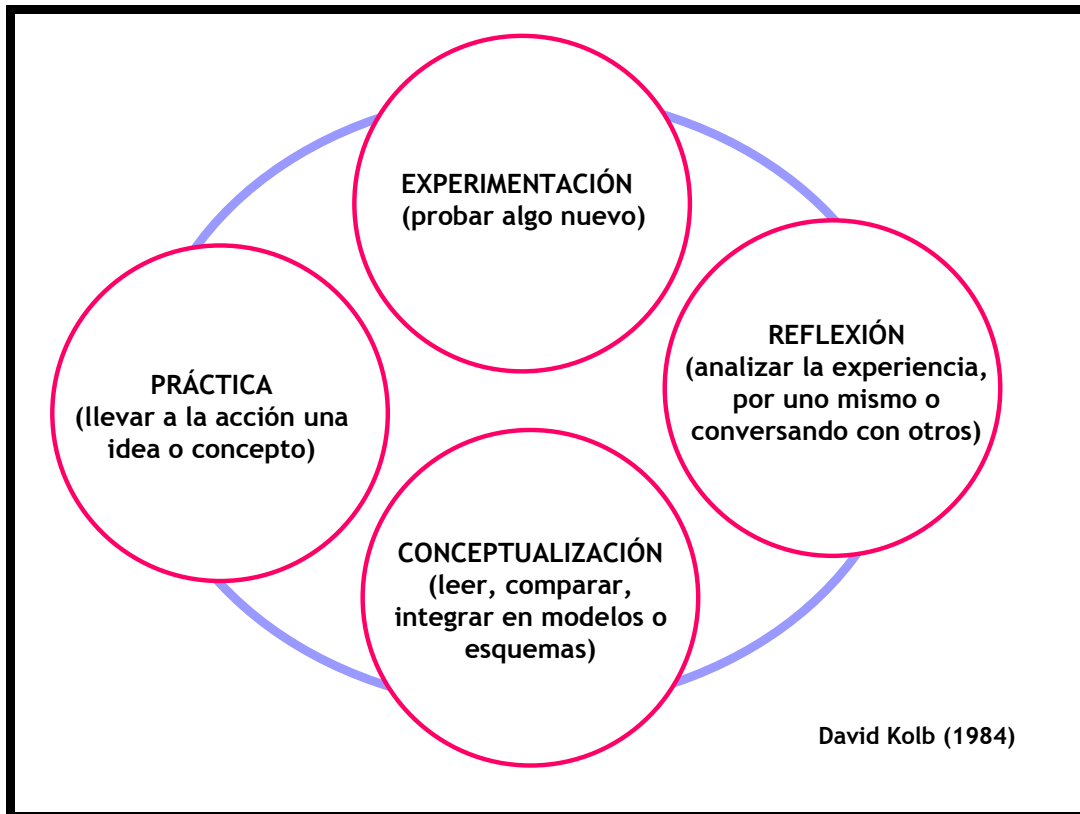 EXPERIMENTACIÓN
(probar algo nuevo)
REFLEXIÓN
(analizar la experiencia,
por uno mismo o
conversando con otros)
PRÁCTICA
(llevar a la acción una
idea o concepto)
CONCEPTUALIZACIÓN
(leer, comparar,
integrar en modelos o
esquemas)
David Kolb (1984)